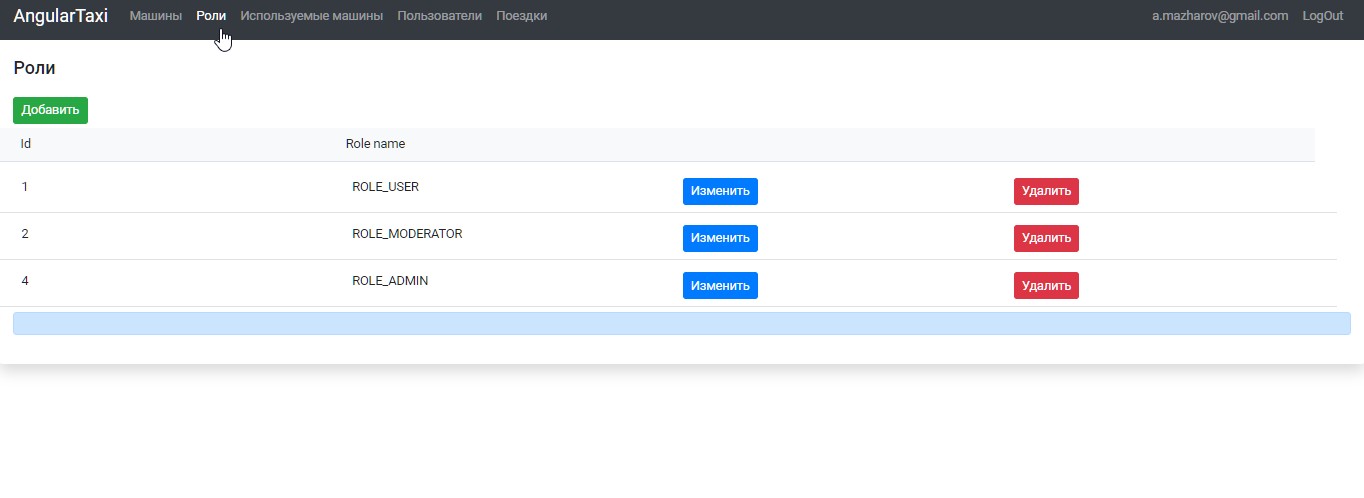 AngularTaxi Машины Роли Используемые машины Пользователи Поездки a.mazharov@gmail.com LogOut
Роли
Добавить
Id Role name
1 ROLE_USER Изменить Удалить
2 ROLE_MODERATOR Изменить Удалить
4 ROLE_ADMIN Изменить Удалить